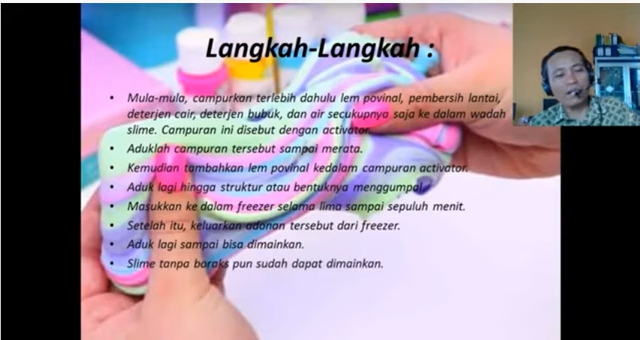 Langkah-Langkah :
• Mula-mula, campurkan terlebih dahulu lem povinal, pembersih lantai,
deterjen cair, deterjen bubuk, dan air secukupnya saja ke dalam wadah
slime. Campuran ini disebut dengan activator.
• Aduklah campuran tersebut sampai merata.
• Kemudian tambahkan lem povinal kedalam campuran activator.
• Aduk lagi hingga struktur atau bentuknya menggumpal.
• Masukkan ke dalam freezer selama lima sampai sepuluh menit.
• Setelah itu, keluarkan adonan tersebut dari freezer.
• Aduk lagi sampai bisa dimainkan.
• Slime tanpa boraks pun sudah dapat dimainkan.